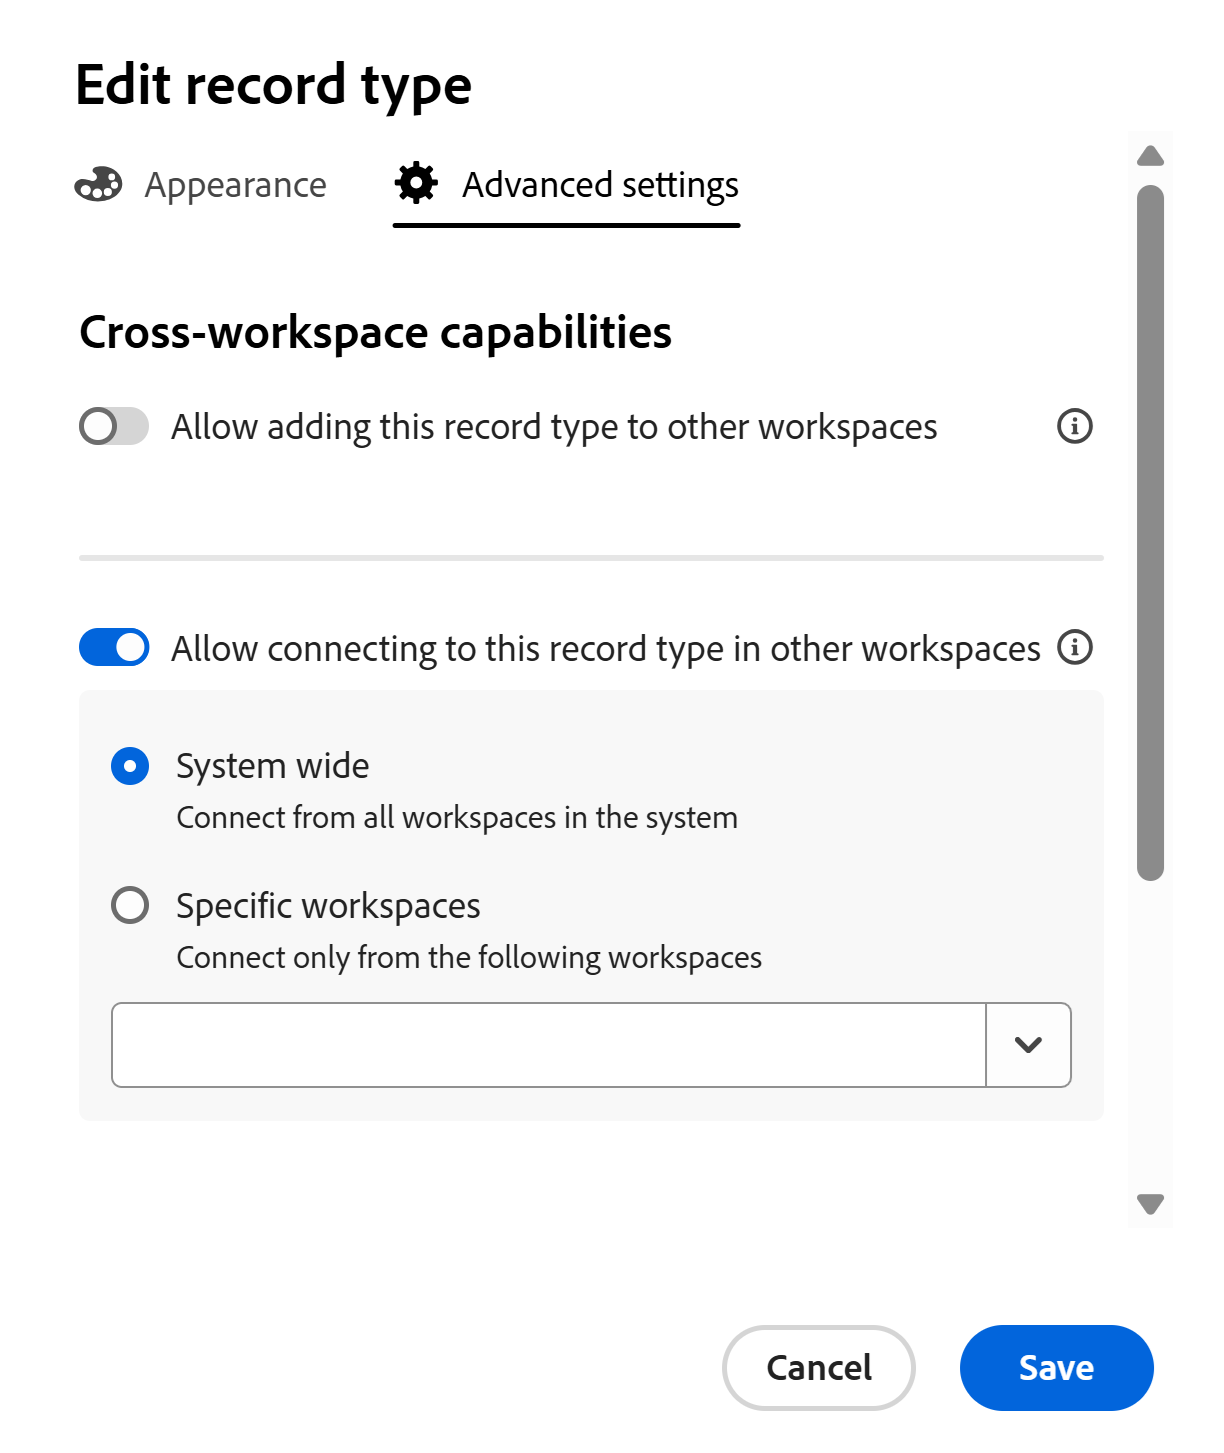 Edit record type
Appearance
Advanced settings
Cross-workspace capabilities
Allow adding this record type to other workspaces
Allow connecting to this record type in other workspaces
System wide
Connect from all workspaces in the system
Specific workspaces
Connect only from the following workspaces
Cancel
Save